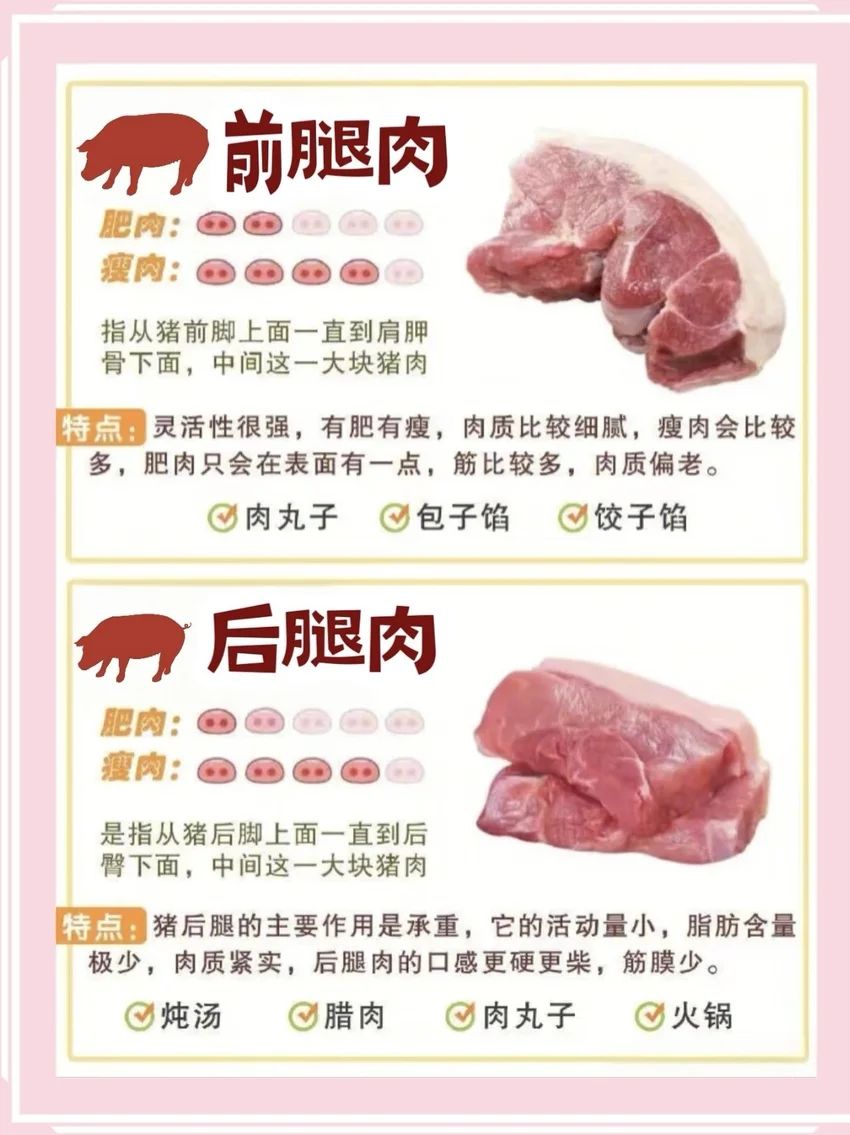 前腿肉
肥肉：
瘦肉：
指从猪前脚上面一直到肩胛
骨下面，中间这一大块猪肉
特点：灵活性很强，有肥有瘦，肉质比较细腻，瘦肉会比较
多，肥肉只会在表面有一点，筋比较多，肉质偏老。
肉丸子 包子馅 饺子馅
后腿肉
肥肉：
瘦肉：
是指从猪后脚上面一直到后
臀下面，中间这一大块猪肉
特点：猪后腿的主要作用是承重，它的活动量小，脂肪含量
极少，肉质紧实，后腿肉的口感更硬更柴，筋膜少。
炖汤 腊肉 肉丸子 火锅